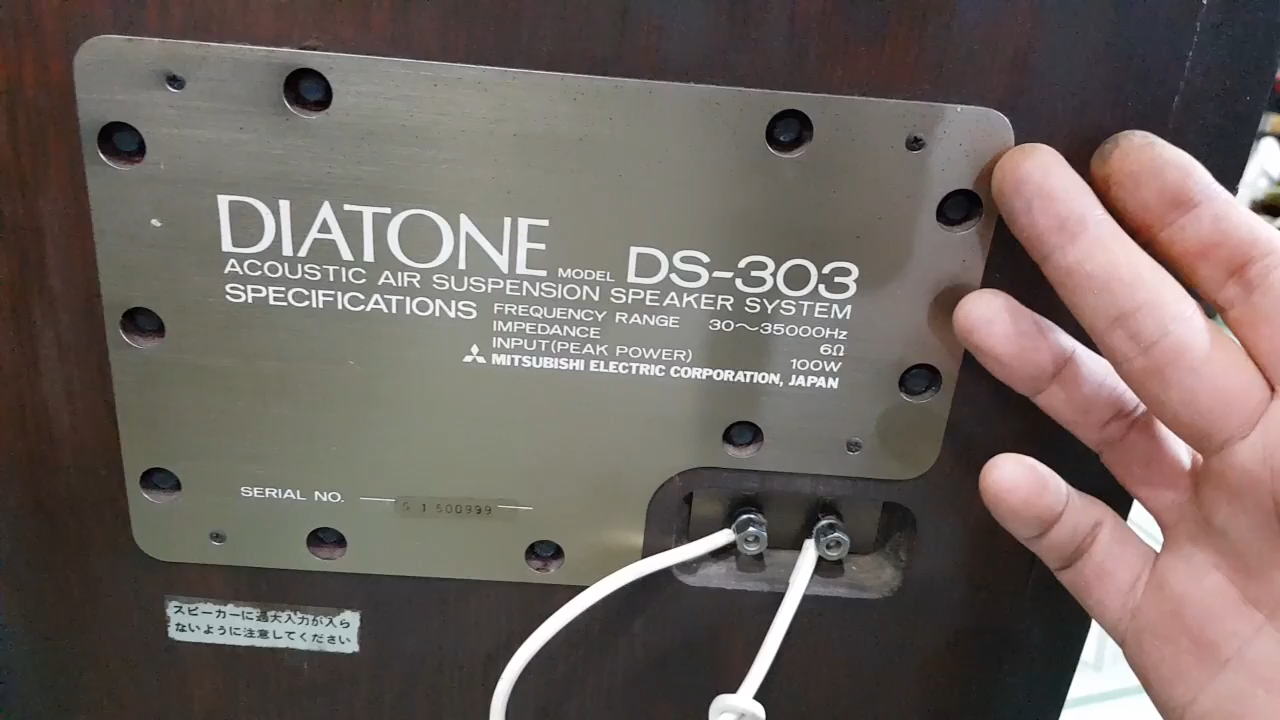 DIATONE MODEL DS-303
ACOUSTIC AIR SUSPENSION SPEAKER SYSTEM
SPECIFICATIONS FREQUENCY RANGE 30~35000Hz
IMPEDANCE 6Ω
INPUT(PEAK POWER) 100W
MITSUBISHI ELECTRIC CORPORATION, JAPAN
SERIAL NO. 1 500999
スピーカーに過大入力が入ら
ないように注意してください